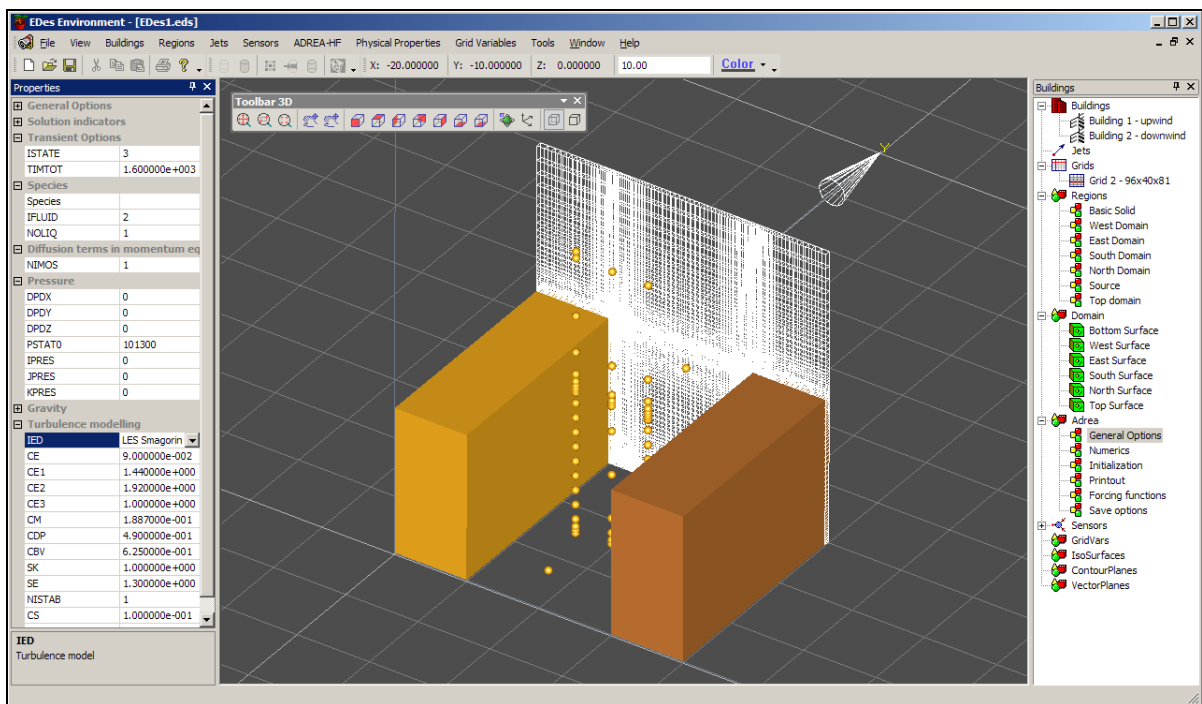 EDes Environment - [EDes1.eds]
File View Buildings Regions Jets Sensors ADREA-HF Physical Properties Grid Variables Tools Window Help
X: -20.000000 Y: -10.000000 Z: 0.000000 10.00 Color
Properties
General Options
Solution indicators
Transient Options
ISTATE 3
TIMTOT 1.600000e+003
Species
Species
IFLUID 2
NOLIQ 1
Diffusion terms in momentum eq
NIMOS 1
Pressure
DPDX 0
DPDY 0
DPDZ 0
PSTAT0 101300
IPRES 0
JPRES 0
KPRES 0
Gravity
Turbulence modelling
IED LES Smagorin
CE 9.000000e-002
CE1 1.440000e+000
CE2 1.920000e+000
CE3 1.000000e+000
CM 1.887000e-001
CDP 4.900000e-001
CBV 6.250000e-001
SK 1.000000e+000
SE 1.300000e+000
NISTAB 1
CS 1.000000e-001
IED
Turbulence model
Toolbar 3D
Y
Buildings
Buildings
Building 1 - upwind
Building 2 - downwind
Jets
Grids
Grid 2 - 96x40x81
Regions
Basic Solid
West Domain
East Domain
South Domain
North Domain
Source
Top domain
Domain
Bottom Surface
West Surface
East Surface
South Surface
North Surface
Top Surface
Adrea
General Options
Numerics
Initialization
Printout
Forcing functions
Save options
Sensors
GridVars
IsoSurfaces
ContourPlanes
VectorPlanes